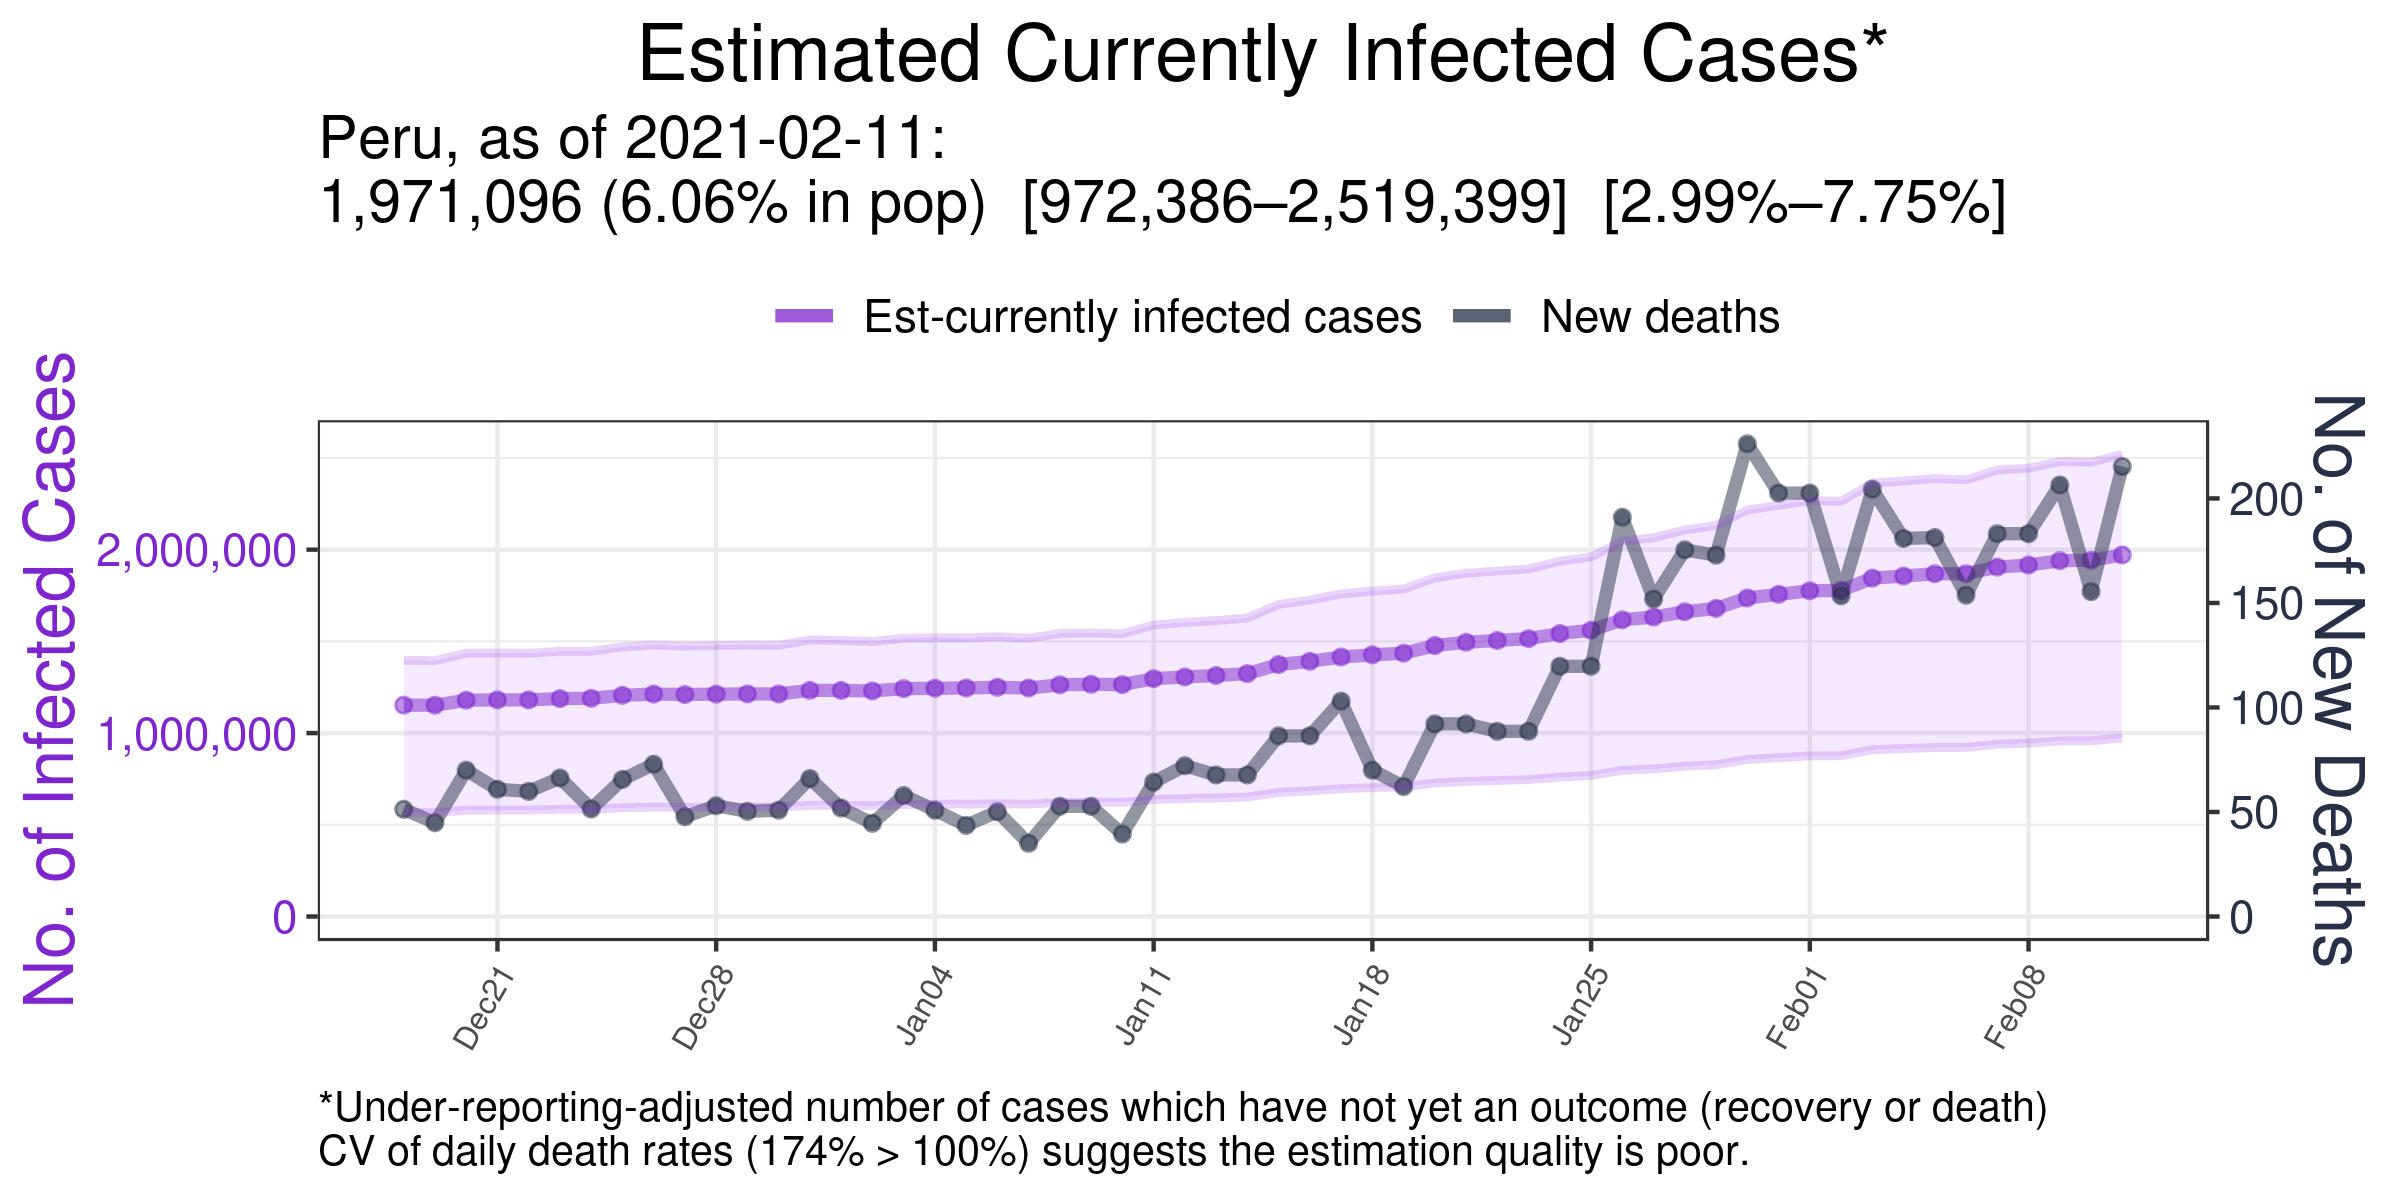 Estimated Currently Infected Cases*
Peru, as of 2021-02-11:
1,971,096 (6.06% in pop) [972,386–2,519,399] [2.99%–7.75%]
Est-currently infected cases New deaths
No. of Infected Cases
2,000,000
1,000,000
0
200
150
100
50
0
No. of New Deaths
Dec21 Dec28 Jan04 Jan11 Jan18 Jan25 Feb01 Feb08
*Under-reporting-adjusted number of cases which have not yet an outcome (recovery or death)
CV of daily death rates (174% > 100%) suggests the estimation quality is poor.